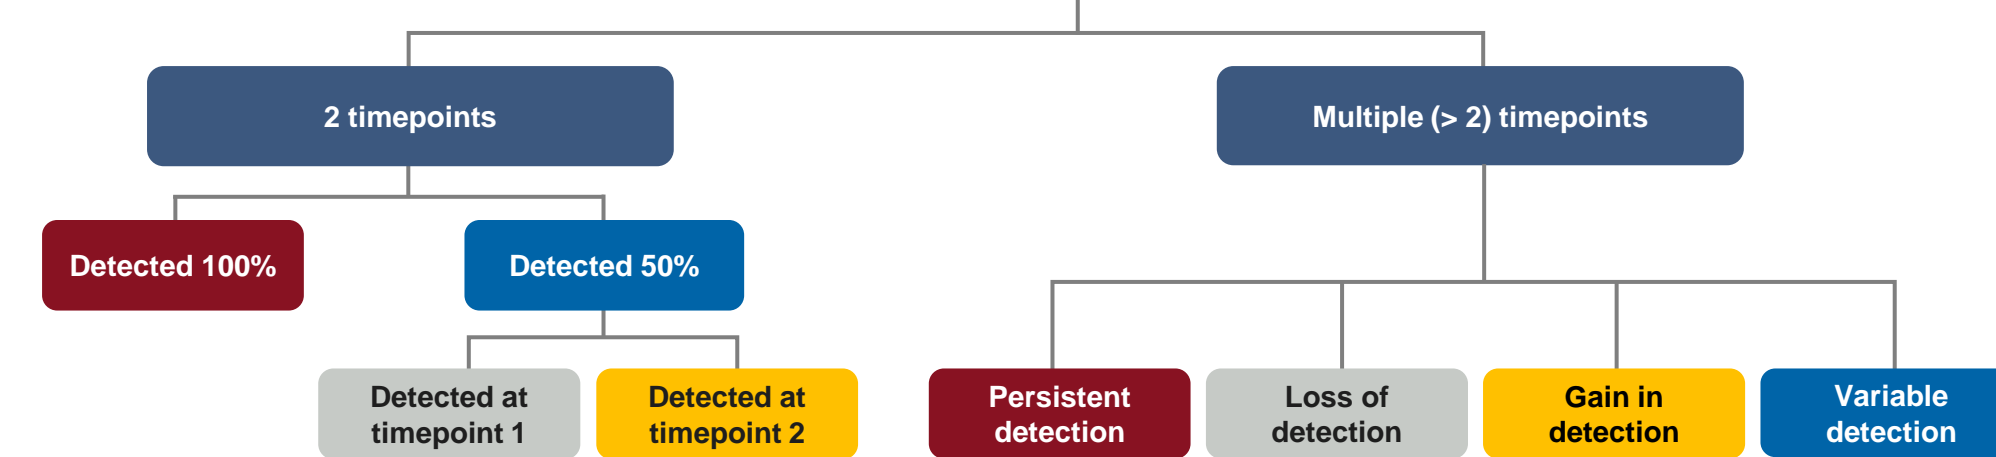 2 timepoints
Multiple (> 2) timepoints
Detected 100%
Detected 50%
Detected at
timepoint 1
Detected at
timepoint 2
Persistent
detection
Loss of
detection
Gain in
detection
Variable
detection